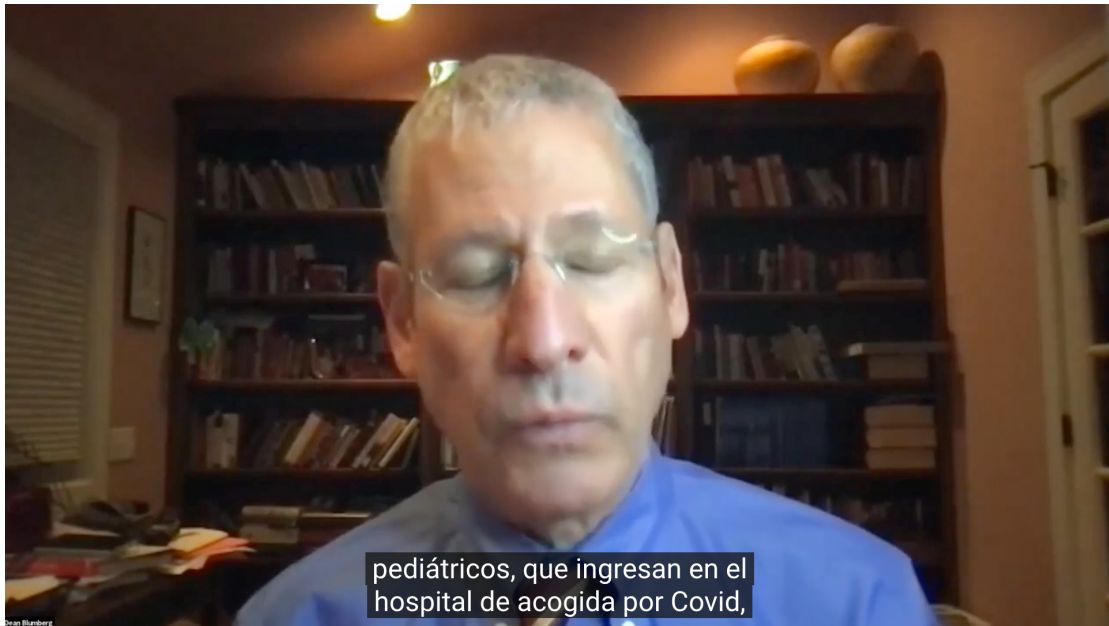 pediátricos, que ingresan en el
hospital de acogida por Covid,
Dean Blumberg